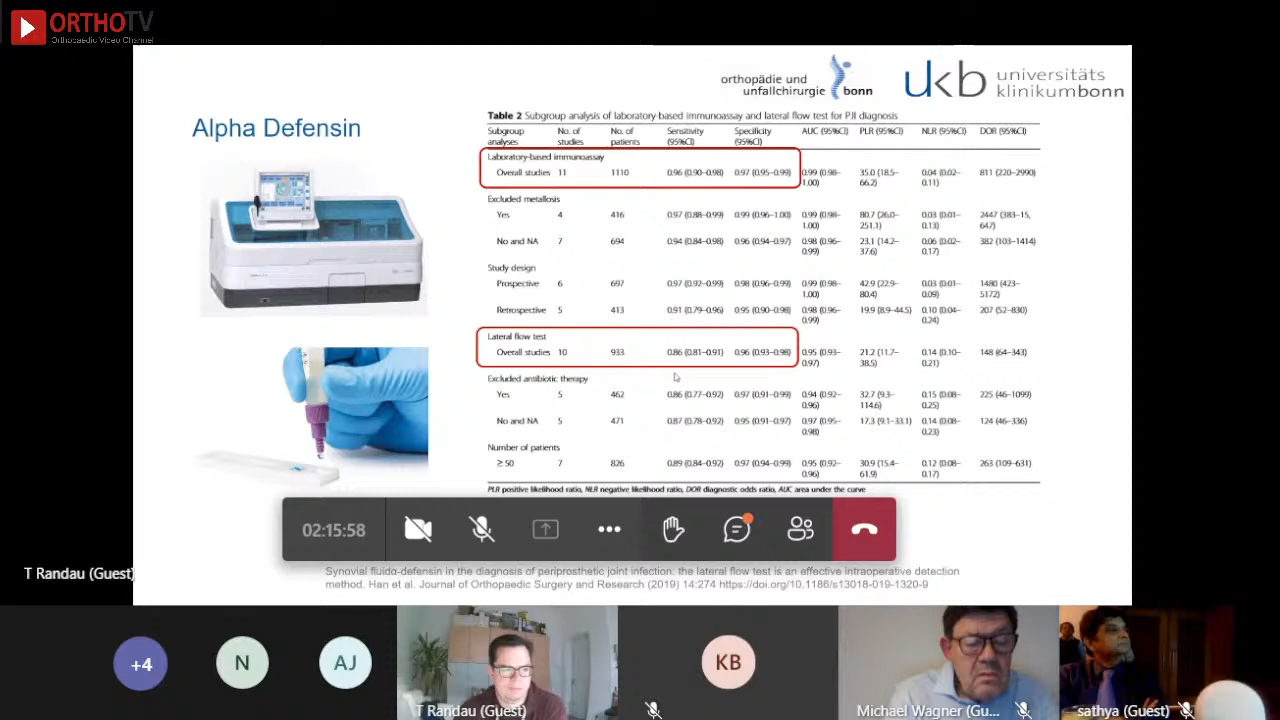 ORTHOTV
Orthopaedic Video Channel
orthopädie und
unfallchirurgie bonn
ukb universitäts
klinikumbonn
Alpha Defensin
Table 2 Subgroup analysis of laboratory-based immunoassay and lateral flow test for PJI diagnosis
Subgroup analyses No. of studies No. of patients Sensitivity (95%CI) Specificity (95%CI) AUC (95%CI) PLR (95%CI) NLR (95%CI) DOR (95%CI)
Laboratory-based immunoassay
Overall studies 11 1110 0.96 (0.90–0.98) 0.97 (0.95–0.99) 0.99 (0.98–1.00) 35.0 (18.5–66.2) 0.04 (0.02–0.11) 811 (220–2990)
Excluded metallosis
Yes 4 416 0.97 (0.88–0.99) 0.99 (0.96–1.00) 0.99 (0.98–1.00) 80.7 (26.0–251.1) 0.03 (0.01–0.13) 2447 (383–15,647)
No and NA 7 694 0.94 (0.84–0.98) 0.96 (0.94–0.97) 0.98 (0.96–0.99) 23.1 (14.2–37.6) 0.06 (0.02–0.17) 382 (103–1414)
Study design
Prospective 6 697 0.97 (0.92–0.99) 0.98 (0.96–0.99) 0.99 (0.98–1.00) 42.9 (22.9–80.4) 0.03 (0.01–0.09) 1480 (423–5172)
Retrospective 5 413 0.91 (0.79–0.96) 0.95 (0.90–0.98) 0.98 (0.96–0.99) 19.9 (8.9–44.5) 0.10 (0.04–0.24) 207 (52–830)
Lateral flow test
Overall studies 10 933 0.86 (0.81–0.91) 0.96 (0.93–0.98) 0.95 (0.93–0.97) 21.2 (11.7–38.5) 0.14 (0.10–0.21) 148 (64–343)
Excluded antibiotic therapy
Yes 5 462 0.86 (0.77–0.92) 0.97 (0.91–0.99) 0.94 (0.92–0.96) 32.7 (9.3–114.6) 0.15 (0.08–0.25) 225 (46–1099)
No and NA 5 471 0.87 (0.78–0.92) 0.95 (0.91–0.97) 0.97 (0.95–0.98) 17.3 (9.1–33.1) 0.14 (0.08–0.23) 124 (46–336)
Number of patients
≥ 50 7 826 0.89 (0.84–0.92) 0.97 (0.94–0.99) 0.95 (0.92–0.96) 30.9 (15.4–61.9) 0.12 (0.08–0.17) 263 (109–631)
PLR positive likelihood ratio, NLR negative likelihood ratio, DOR diagnostic odds ratio, AUC area under the curve
02:15:58
T Randau (Guest)
Synovial fluidα-defensin in the diagnosis of periprosthetic joint infection: the lateral flow test is an effective intraoperative detection
method. Han et al. Journal of Orthopaedic Surgery and Research (2019) 14:274 https://doi.org/10.1186/s13018-019-1320-9
+4
N
AJ
KB
T Randau (Guest)
Michael Wagner (Gu...
sathya (Guest)